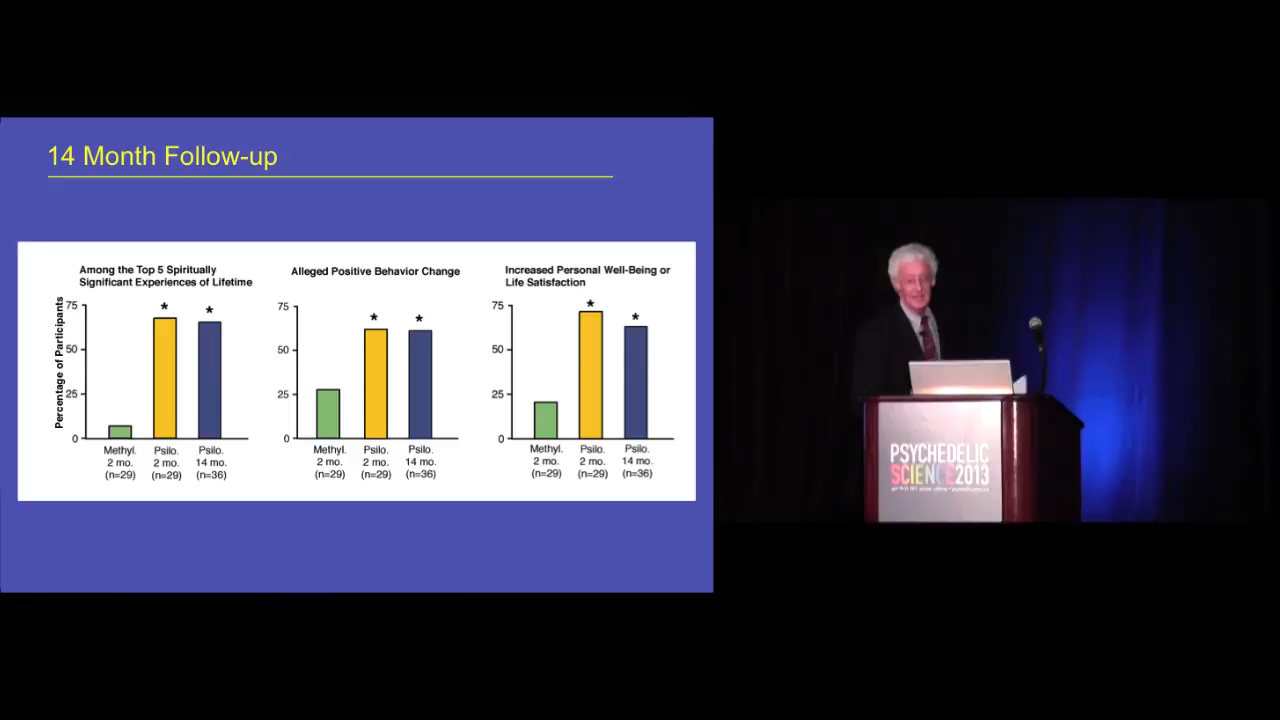 14 Month Follow-up
Among the Top 5 Spiritually
Significant Experiences of Lifetime
Percentage of Participants
75
50
25
0
*
*
Methyl.
2 mo.
(n=29)
Psilo.
2 mo.
(n=29)
Psilo.
14 mo.
(n=36)
Alleged Positive Behavior Change
75
50
25
0
*
*
Methyl.
2 mo.
(n=29)
Psilo.
2 mo.
(n=29)
Psilo.
14 mo.
(n=36)
Increased Personal Well-Being or
Life Satisfaction
75
50
25
0
*
*
Methyl.
2 mo.
(n=29)
Psilo.
2 mo.
(n=29)
Psilo.
14 mo.
(n=36)
PSYCHEDELIC
SCIENCE2013